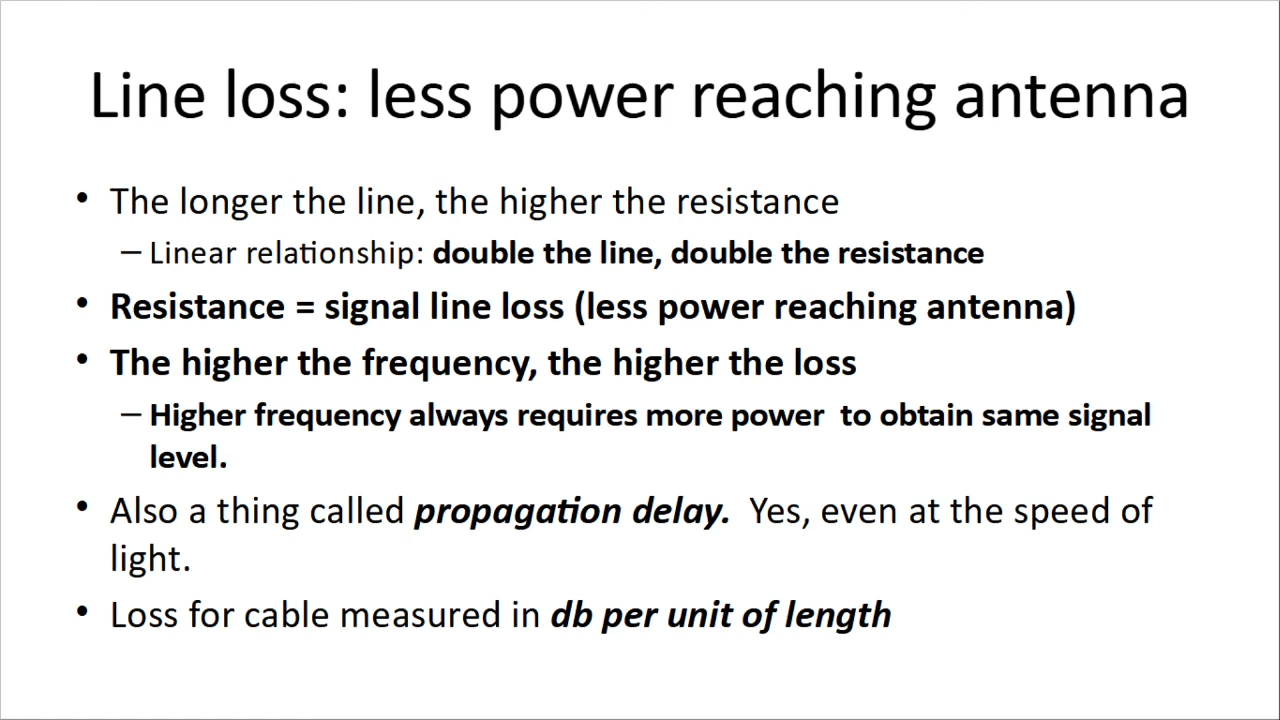 Line loss: less power reaching antenna
• The longer the line, the higher the resistance
– Linear relationship: double the line, double the resistance
• Resistance = signal line loss (less power reaching antenna)
• The higher the frequency, the higher the loss
– Higher frequency always requires more power  to obtain same signal
level.
• Also a thing called propagation delay.  Yes, even at the speed of
light.
• Loss for cable measured in db per unit of length